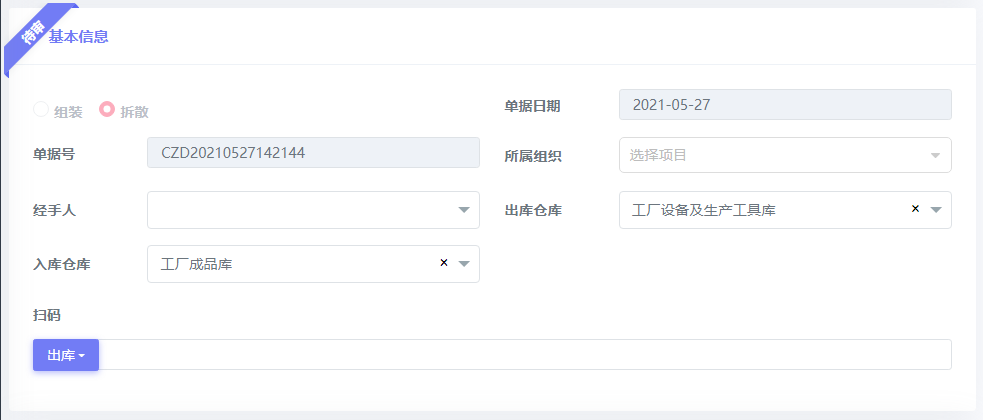 待审
基本信息
组装 拆散
单据日期 2021-05-27
单据号 CZD20210527142144
所属组织 选择项目
经手人
出库仓库 工厂设备及生产工具库 ×
入库仓库 工厂成品库 ×
扫码
出库